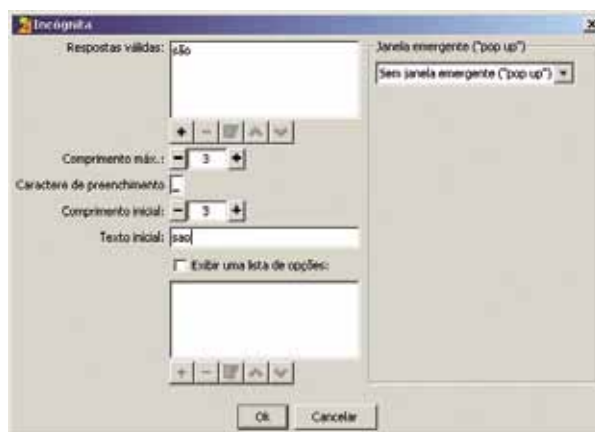 Incógnita
Respostas válidas: são
Comprimento máx.: 3
Caractere de preenchimento _
Comprimento inicial: 3
Texto inicial: sao
Exibir uma lista de opções:
Janela emergente ("pop up")
Sem janela emergente ("pop up")
Ok Cancelar